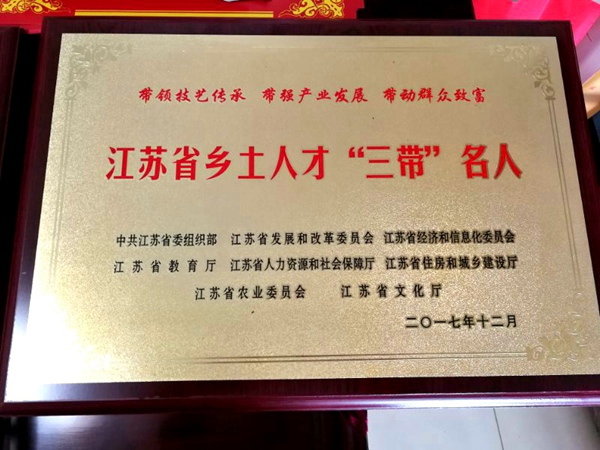 带领技艺传承 带强产业发展 带动群众致富
江苏省乡土人才“三带”名人
中共江苏省委组织部 江苏省发展和改革委员会 江苏省经济和信息化委员会
江苏省教育厅 江苏省人力资源和社会保障厅 江苏省住房和城乡建设厅
江苏省农业委员会 江苏省文化厅
二〇一七年十二月